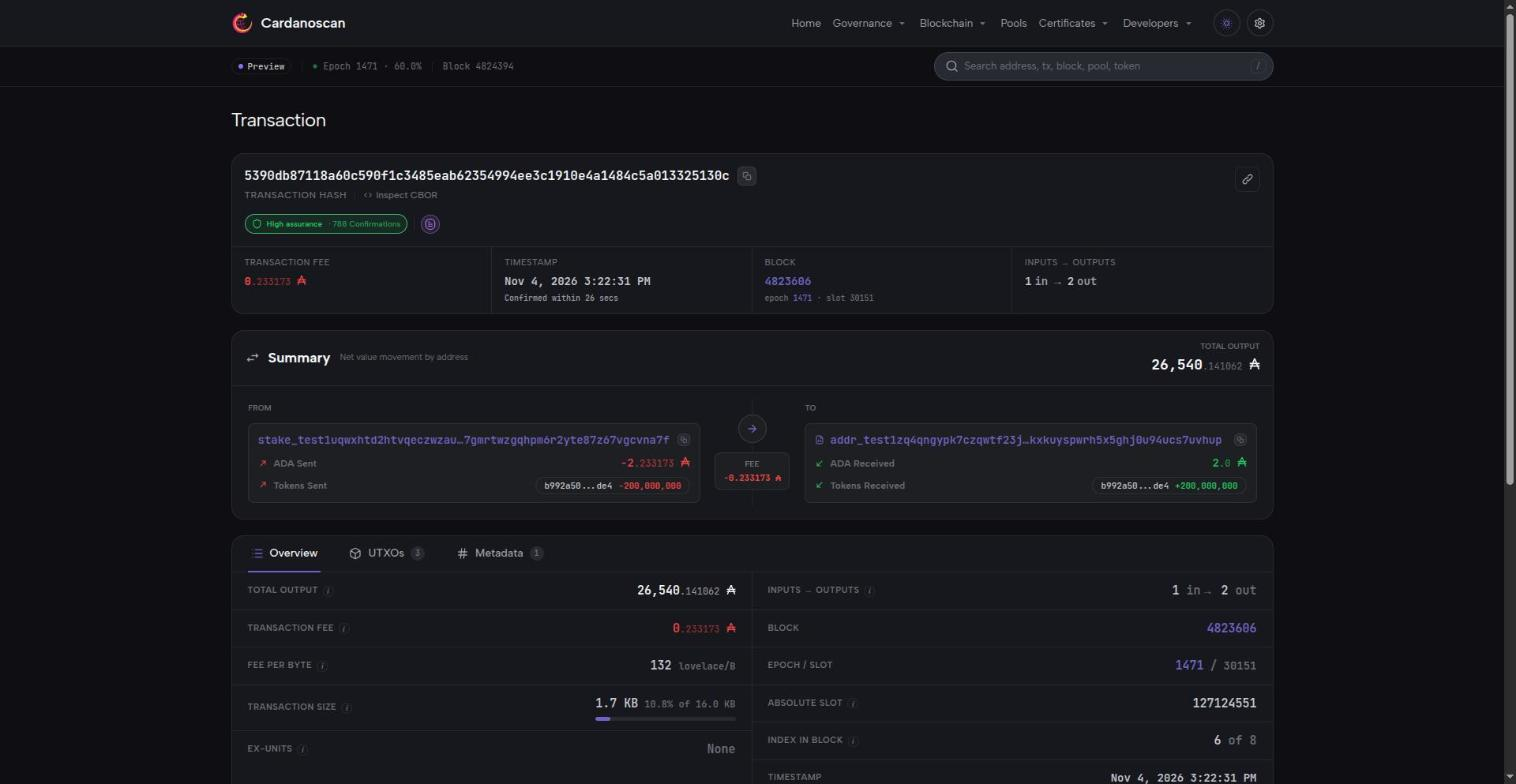 Cardanoscan Home Governance Blockchain Pools Certificates Developers
Preview Epoch 1471 · 60.0% Block 4824394 Search address, tx, block, pool, token /
Transaction
5390db87118a60c590f1c3485eab62354994ee3c1910e4a1484c5a013325130c
TRANSACTION HASH <> Inspect CBOR
High assurance · 788 Confirmations
TRANSACTION FEE TIMESTAMP BLOCK INPUTS → OUTPUTS
0.233173 ₳ Nov 4, 2026 3:22:31 PM 4823606 1 in → 2 out
Confirmed within 26 secs epoch 1471 · slot 30151
Summary Net value movement by address TOTAL OUTPUT
26,540.141062 ₳
FROM TO
stake_test1uqwxhtd2htvqeczwzau…7gmrtwzgqhpm6r2yte87z67vgcvna7f addr_test1zq4qngypk7czqwtf23j…kxkuyspwrh5x5ghj0u94ucs7uvhup
ADA Sent -2.233173 ₳ FEE ADA Received 2.0 ₳
Tokens Sent b992a50...de4 -200,000,000 -0.233173 ₳ Tokens Received b992a50...de4 +200,000,000
Overview UTXOs 3 # Metadata 1
TOTAL OUTPUT i 26,540.141062 ₳ INPUTS → OUTPUTS i 1 in → 2 out
TRANSACTION FEE i 0.233173 ₳ BLOCK 4823606
FEE PER BYTE i 132 lovelace/B EPOCH / SLOT 1471 / 30151
TRANSACTION SIZE i 1.7 KB 10.8% of 16.0 KB ABSOLUTE SLOT i 127124551
INDEX IN BLOCK i 6 of 8
EX-UNITS i None
TIMESTAMP Nov 4, 2026 3:22:31 PM